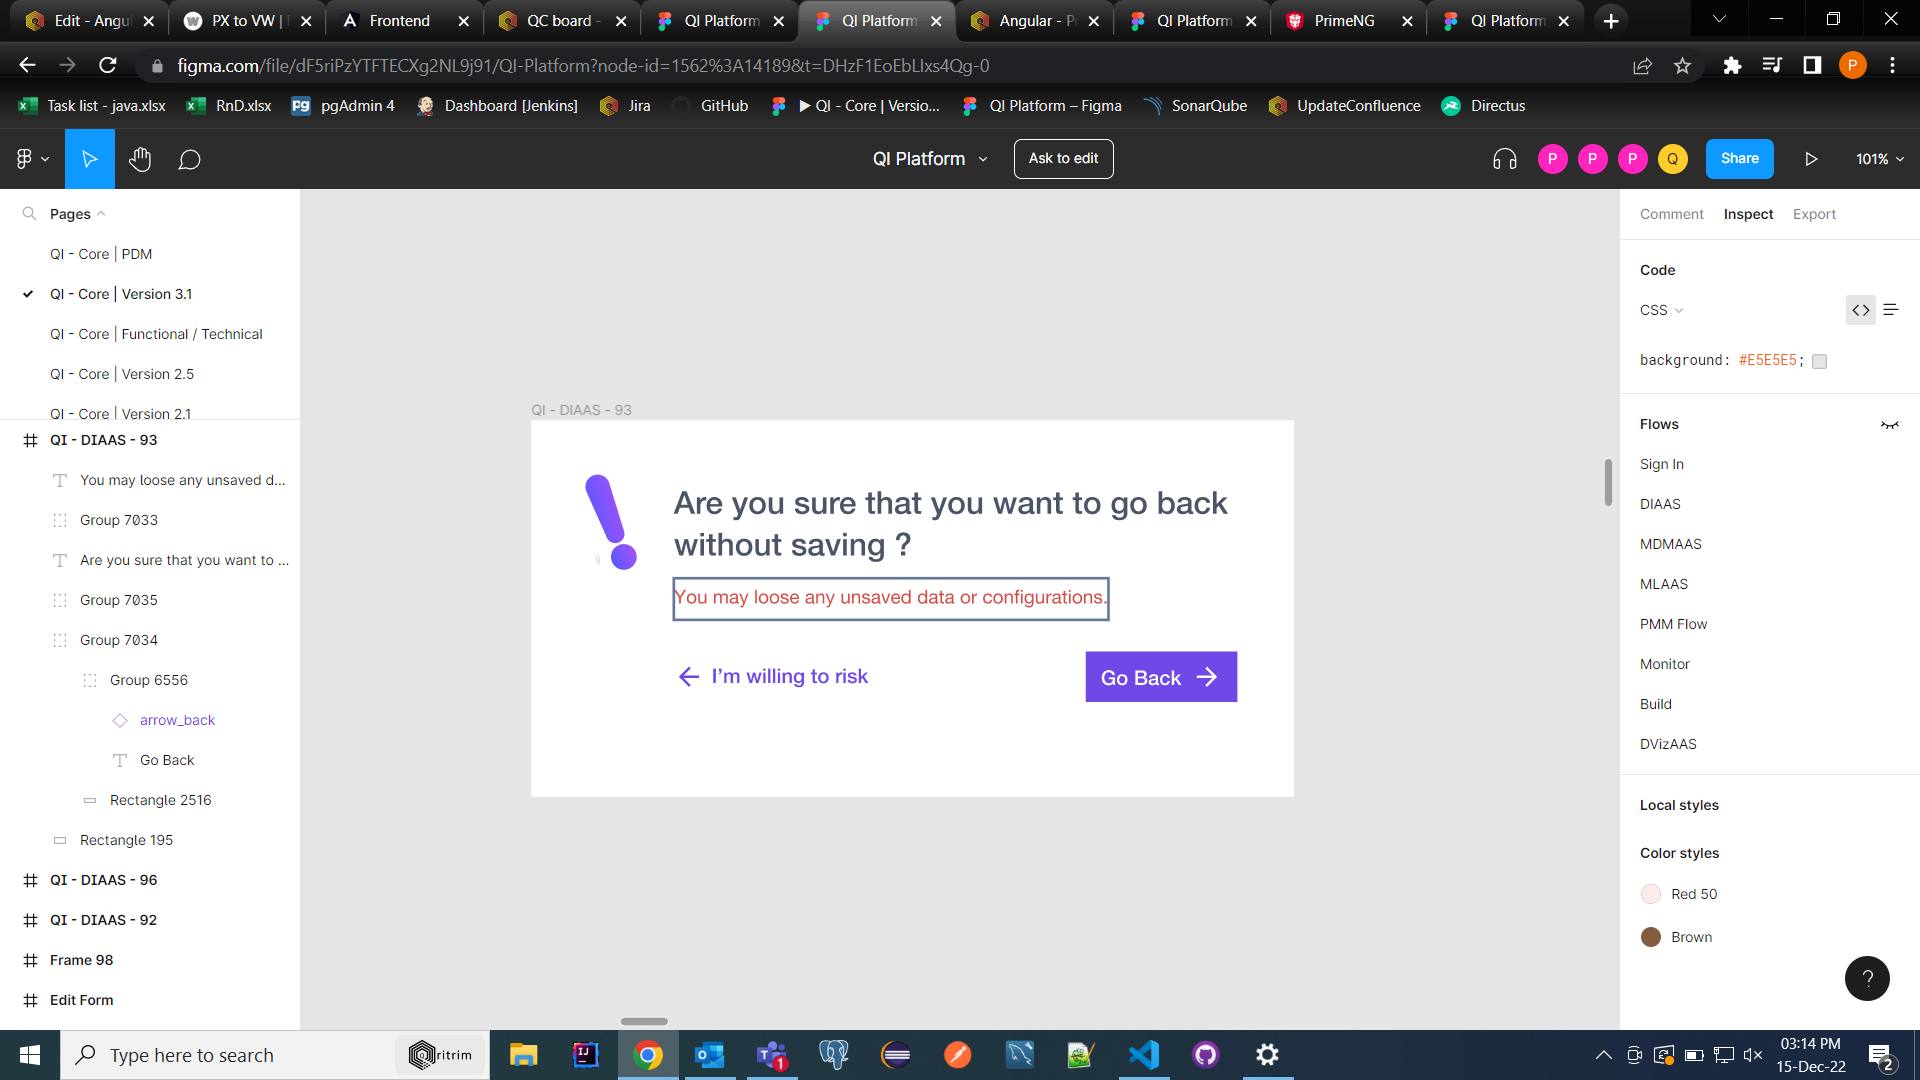 Edit - Angul
PX to VW |
Frontend
QC board -
QI Platform
QI Platform
Angular - P
QI Platform
PrimeNG
QI Platform
figma.com/file/dF5riPzYTFTECXg2NL9j91/QI-Platform?node-id=1562%3A14189&t=DHzF1EoEbLIxs4Qg-0
P
Task list - java.xlsx
RnD.xlsx
pg
pgAdmin 4
Dashboard [Jenkins]
Jira
GitHub
QI - Core | Versio...
QI Platform – Figma
SonarQube
UpdateConfluence
Directus
QI Platform
Ask to edit
P
P
P
Q
Share
101%
Pages
QI - Core | PDM
QI - Core | Version 3.1
QI - Core | Functional / Technical
QI - Core | Version 2.5
QI - Core | Version 2.1
QI - DIAAS - 93
You may loose any unsaved d...
Group 7033
Are you sure that you want to ...
Group 7035
Group 7034
Group 6556
arrow_back
Go Back
Rectangle 2516
Rectangle 195
QI - DIAAS - 96
QI - DIAAS - 92
Frame 98
Edit Form
QI - DIAAS - 93
Are you sure that you want to go back
without saving ?
You may loose any unsaved data or configurations.
I'm willing to risk
Go Back
Comment
Inspect
Export
Code
CSS
background: #E5E5E5;
Flows
Sign In
DIAAS
MDMAAS
MLAAS
PMM Flow
Monitor
Build
DVizAAS
Local styles
Color styles
Red 50
Brown
?
Type here to search
ritrim
IJ
1
03:14 PM
15-Dec-22
2